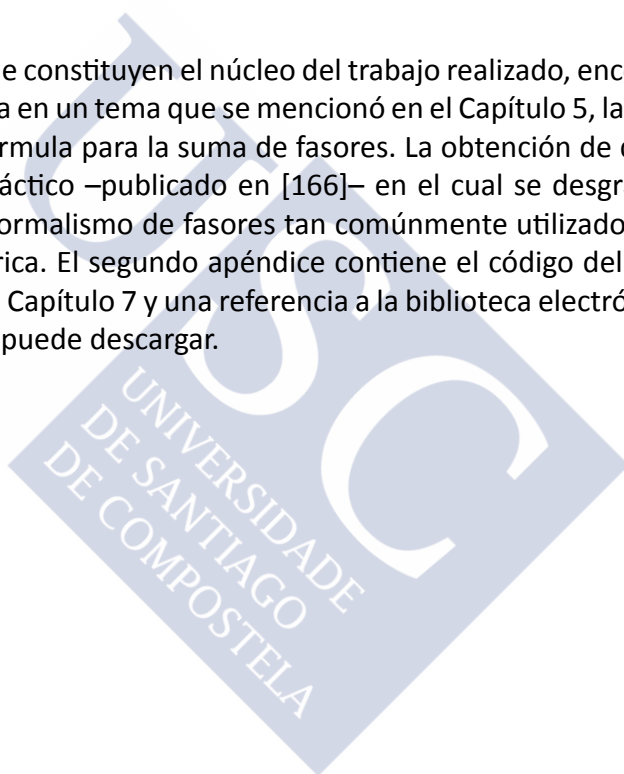 e constituyen el núcleo del trabajo realizado, enc
a en un tema que se mencionó en el Capítulo 5, la
rmula para la suma de fasores. La obtención de
áctico –publicado en [166]– en el cual se desgr
ormalismo de fasores tan comúnmente utilizado
rica. El segundo apéndice contiene el código del
Capítulo 7 y una referencia a la biblioteca electró
puede descargar.
USC
UNIVERSIDADE
DE SANTIAGO
DE COMPOSTELA